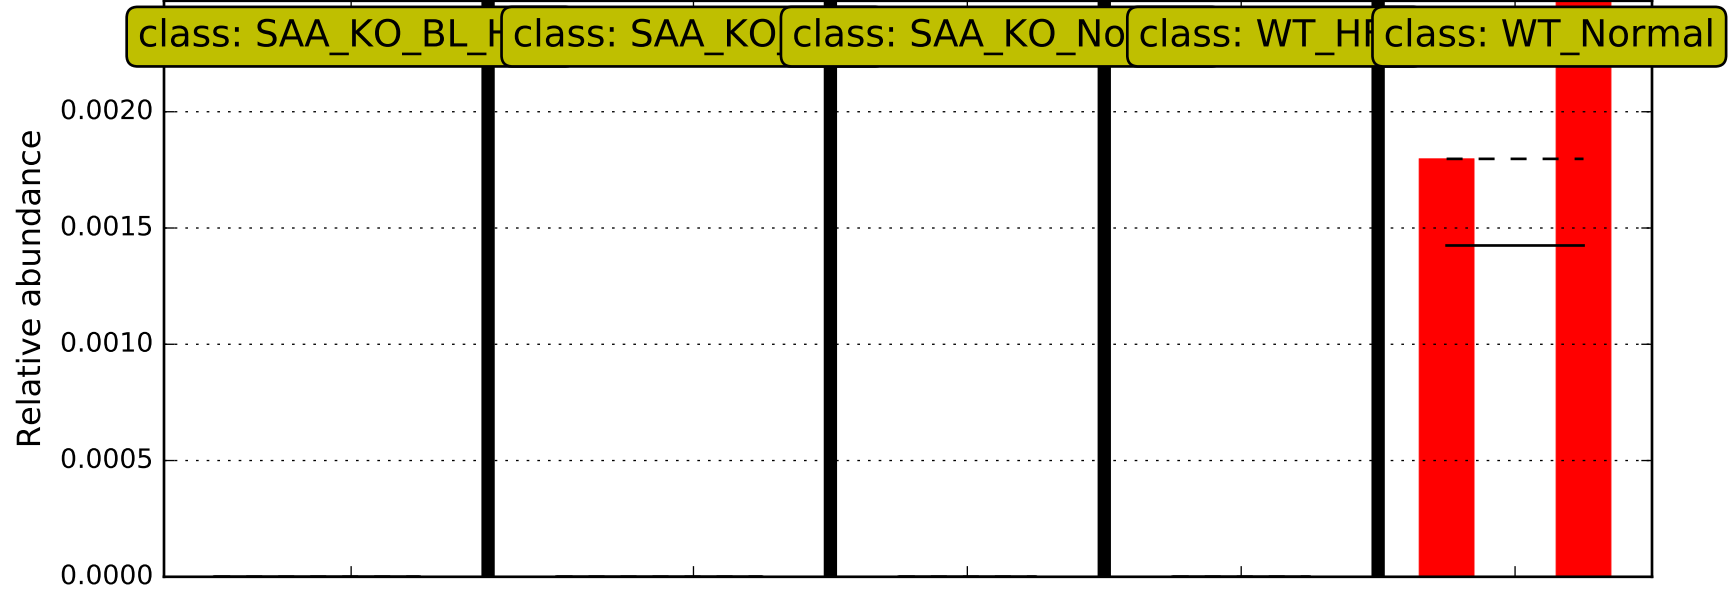 class: SAA_KO_BL_H class: SAA_KO_ class: SAA_KO_No class: WT_HF class: WT_Normal
0.0020
0.0015
0.0010
0.0005
0.0000
Relative abundance